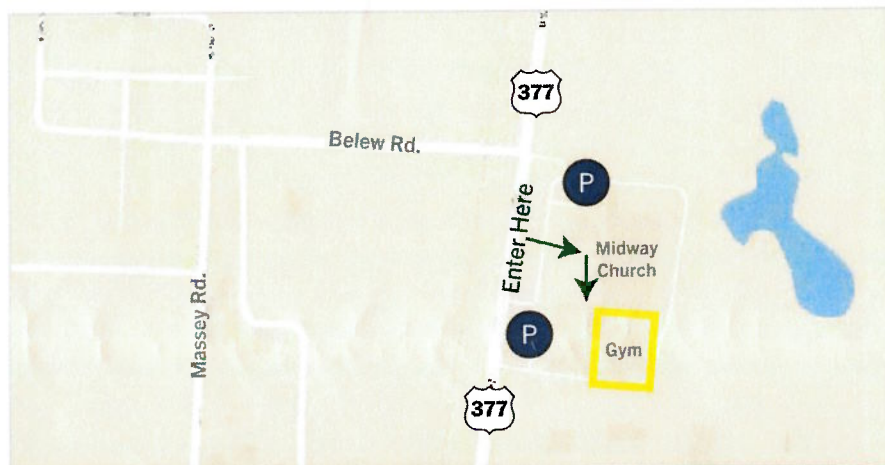 377
Belew Rd.
P
Enter Here
Midway
Church
Massey Rd.
P
Gym
377